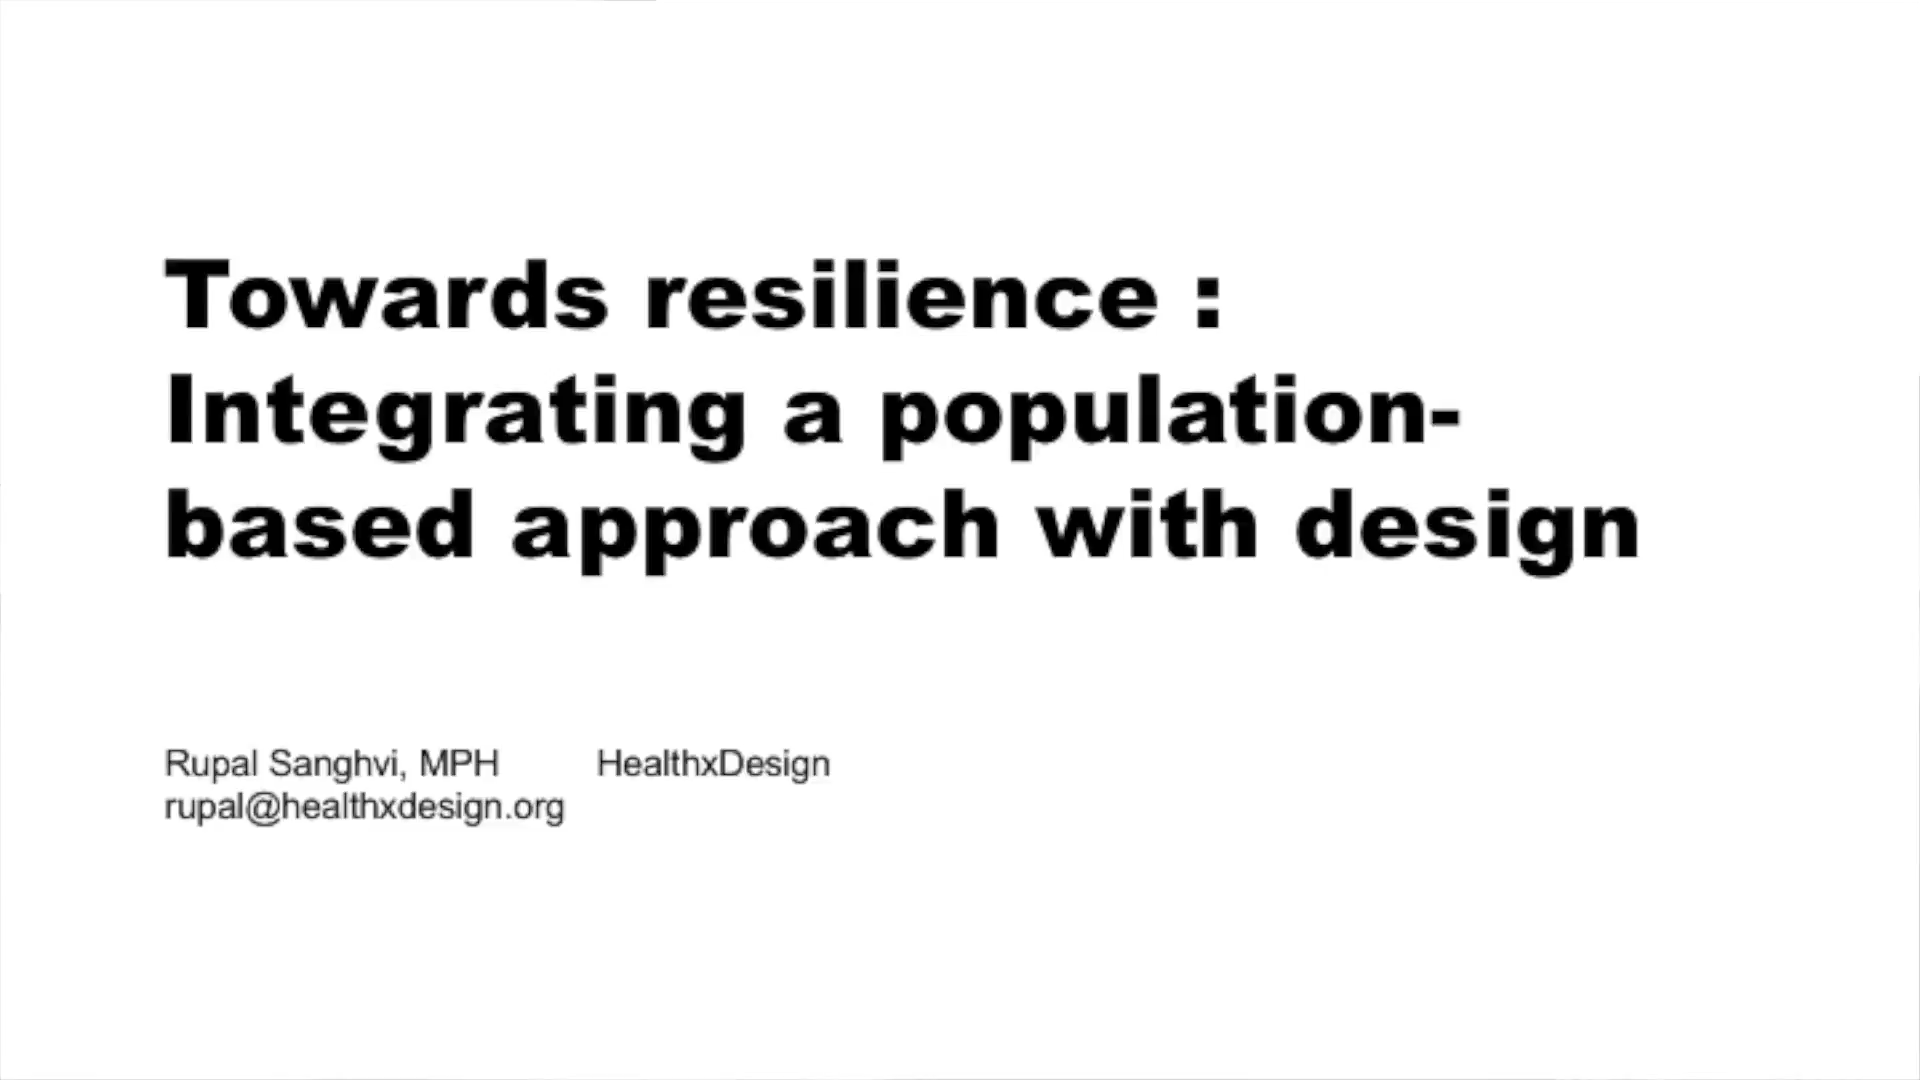 Towards resilience :
Integrating a population-
based approach with design
Rupal Sanghvi, MPH HealthxDesign
rupal@healthxdesign.org